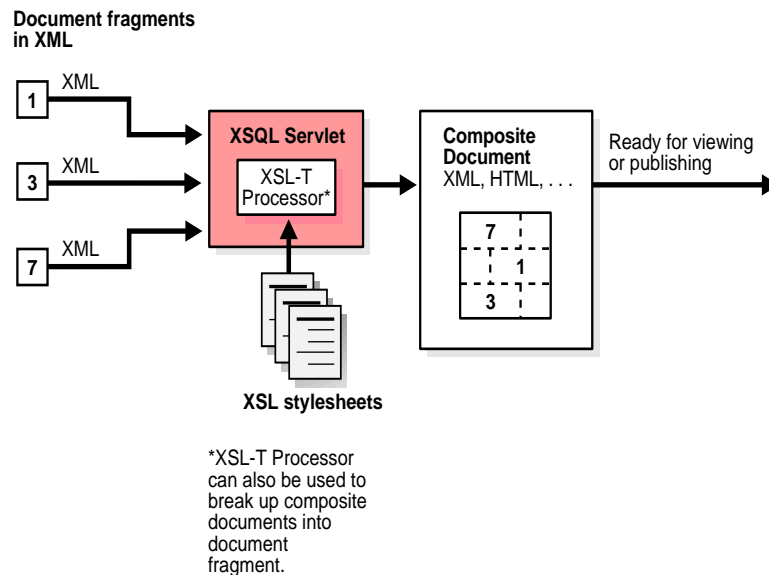 Document fragments
in XML
1
XML
3
XML
7
XML
XSQL Servlet
XSL-T
Processor*
XSL stylesheets
Composite
Document
XML, HTML, . . .
7
1
3
Ready for viewing
or publishing
*XSL-T Processor
can also be used to
break up composite
documents into
document
fragment.